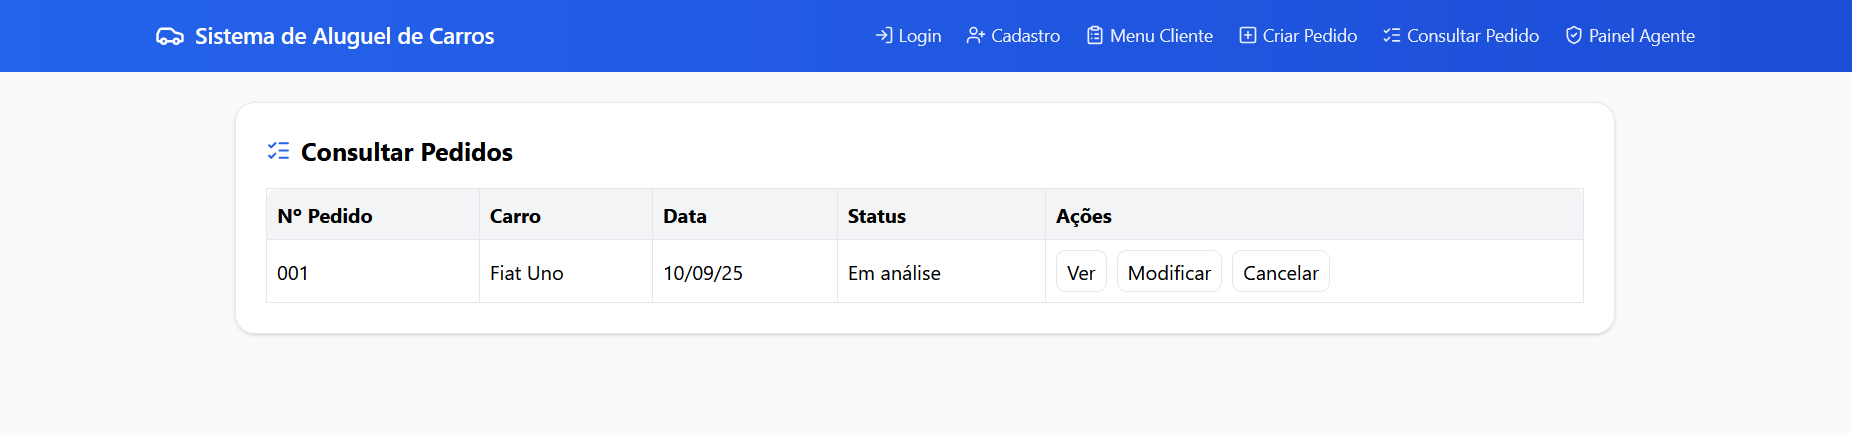 Sistema de Aluguel de Carros Login Cadastro Menu Cliente Criar Pedido Consultar Pedido Painel Agente
Consultar Pedidos
Nº Pedido Carro Data Status Ações
001 Fiat Uno 10/09/25 Em análise Ver Modificar Cancelar